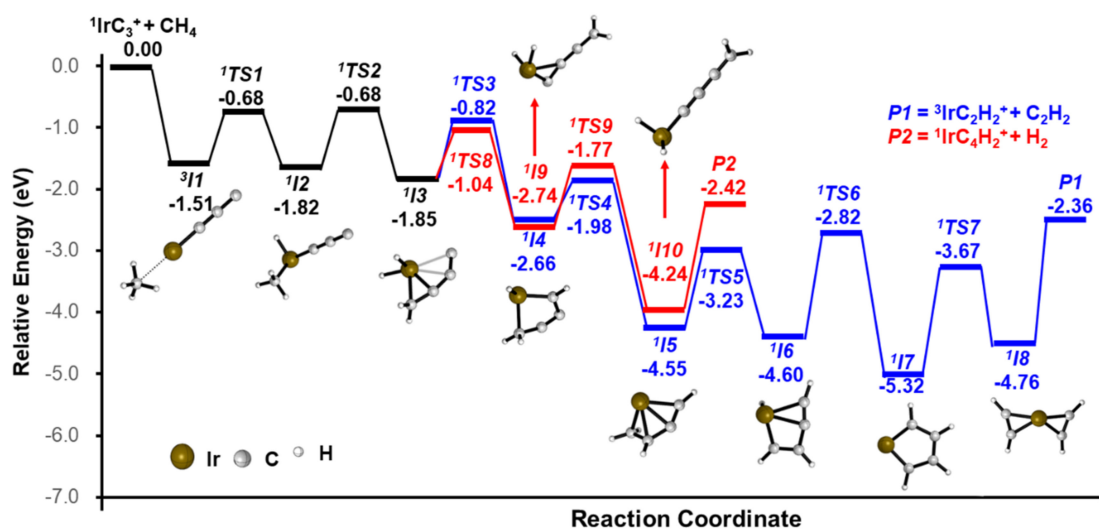 ¹IrC₃⁺ + CH₄
0.00
0.0
-1.0
-2.0
-3.0
-4.0
-5.0
-6.0
-7.0
Relative Energy (eV)
³I1
-1.51
¹TS1
-0.68
¹I2
-1.82
¹TS2
-0.68
¹I3
-1.85
¹TS3
-0.82
¹TS8
-1.04
¹I9
-2.74
¹I4
-2.66
¹TS9
-1.77
¹TS4
-1.98
¹I10
-4.24
¹I5
-4.55
P2
-2.42
¹TS5
-3.23
¹I6
-4.60
¹TS6
-2.82
¹I7
-5.32
¹TS7
-3.67
¹I8
-4.76
P1
-2.36
P1 = ³IrC₂H₂⁺ + C₂H₂
P2 = ¹IrC₄H₂⁺ + H₂
Ir C H
Reaction Coordinate